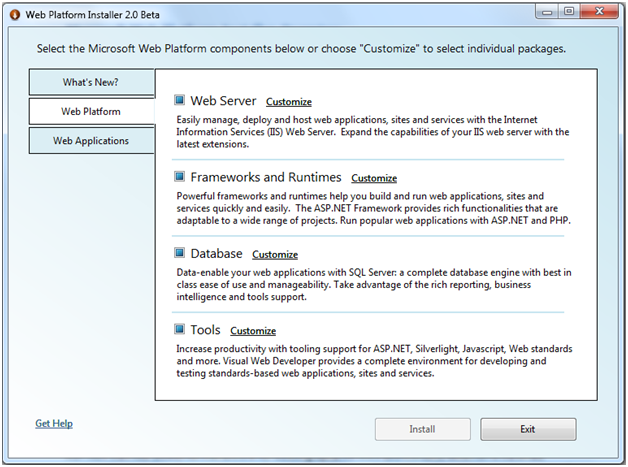 Web Platform Installer 2.0 Beta
Select the Microsoft Web Platform components below or choose "Customize" to select individual packages.
What's New?
Web Platform
Web Applications
Web Server Customize
Easily manage, deploy and host web applications, sites and services with the Internet
Information Services (IIS) Web Server. Expand the capabilities of your IIS web server with the
latest extensions.
Frameworks and Runtimes Customize
Powerful frameworks and runtimes help you build and run web applications, sites and
services quickly and easily. The ASP.NET Framework provides rich functionalities that are
adaptable to a wide range of projects. Run popular web applications with ASP.NET and PHP.
Database Customize
Data-enable your web applications with SQL Server: a complete database engine with best in
class ease of use and manageability. Take advantage of the rich reporting, business
intelligence and tools support.
Tools Customize
Increase productivity with tooling support for ASP.NET, Silverlight, Javascript, Web standards
and more. Visual Web Developer provides a complete environment for developing and
testing standards-based web applications, sites and services.
Get Help
Install
Exit